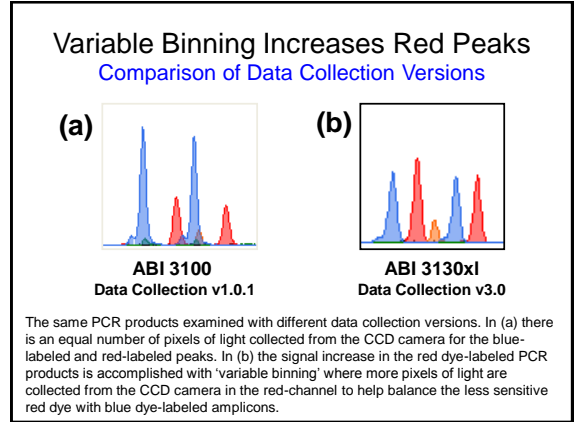 Variable Binning Increases Red Peaks
Comparison of Data Collection Versions
(a)
(b)
ABI 3100
Data Collection v1.0.1
ABI 3130xl
Data Collection v3.0
The same PCR products examined with different data collection versions. In (a) there
is an equal number of pixels of light collected from the CCD camera for the blue-
labeled and red-labeled peaks. In (b) the signal increase in the red dye-labeled PCR
products is accomplished with ‘variable binning’ where more pixels of light are
collected from the CCD camera in the red-channel to help balance the less sensitive
red dye with blue dye-labeled amplicons.